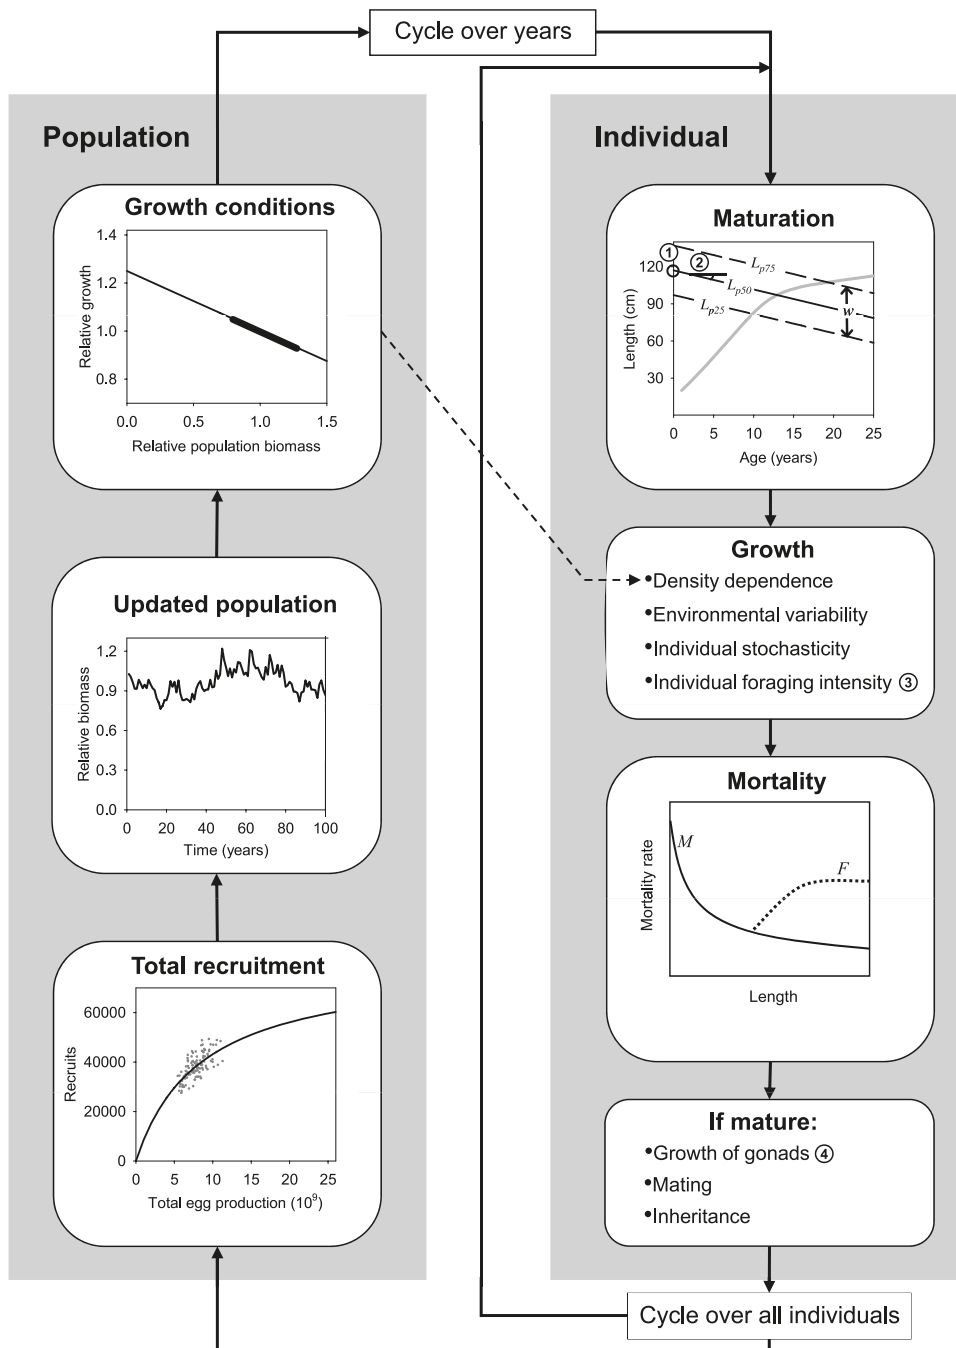 Cycle over years
Population
Growth conditions
1.4
1.2
1.0
0.8
Relative growth
0.0 0.5 1.0 1.5
Relative population biomass
Updated population
1.2
0.9
0.6
0.3
0.0
Relative biomass
0 20 40 60 80 100
Time (years)
Total recruitment
60000
40000
20000
0
Recruits
0 5 10 15 20 25
Total egg production (10⁹)
Individual
Maturation
120
90
60
30
Length (cm)
1
2
Lp75
Lp50
Lp25
w
0 5 10 15 20 25
Age (years)
Growth
•Density dependence
•Environmental variability
•Individual stochasticity
•Individual foraging intensity ③
Mortality
Mortality rate
M
F
Length
If mature:
•Growth of gonads ④
•Mating
•Inheritance
Cycle over all individuals